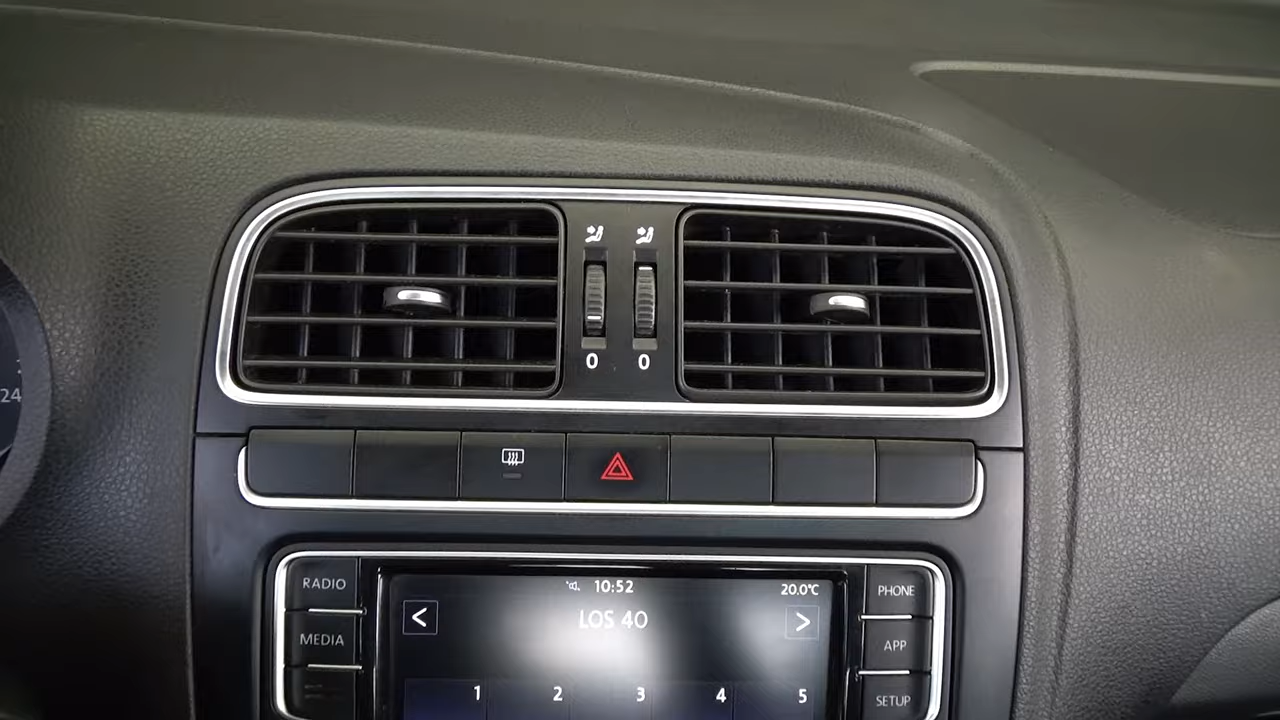 0 0
24
RADIO
MEDIA
10:52 20.0°C
LOS 40
< >
1 2 3 4 5
PHONE
APP
SETUP